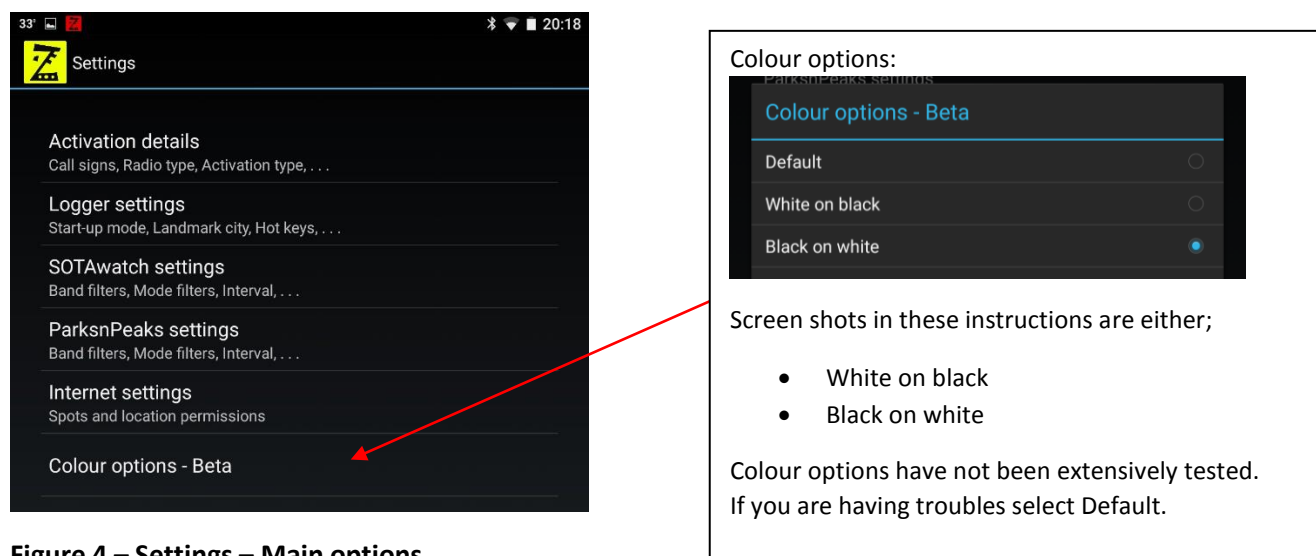 33°
20:18
Settings
Activation details
Call signs, Radio type, Activation type, . . .
Logger settings
Start-up mode, Landmark city, Hot keys, . . .
SOTAwatch settings
Band filters, Mode filters, Interval, . . .
ParksnPeaks settings
Band filters, Mode filters, Interval, . . .
Internet settings
Spots and location permissions
Colour options - Beta
Figure 4 – Settings – Main options
Colour options:
ParksnPeaks settings
Colour options - Beta
Default
White on black
Black on white
Screen shots in these instructions are either;
• White on black
• Black on white
Colour options have not been extensively tested.
If you are having troubles select Default.